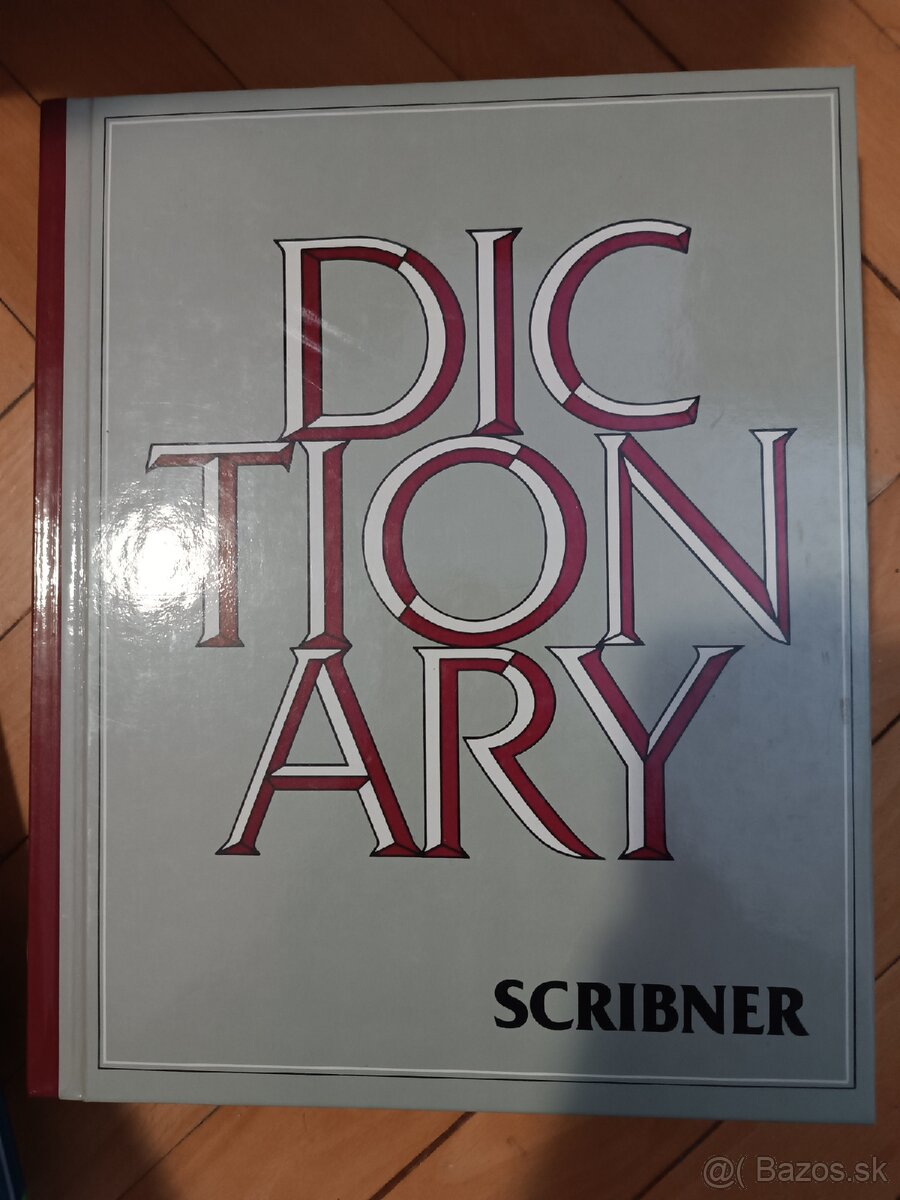 DIC
TION
ARY
SCRIBNER
@( Bazos.sk